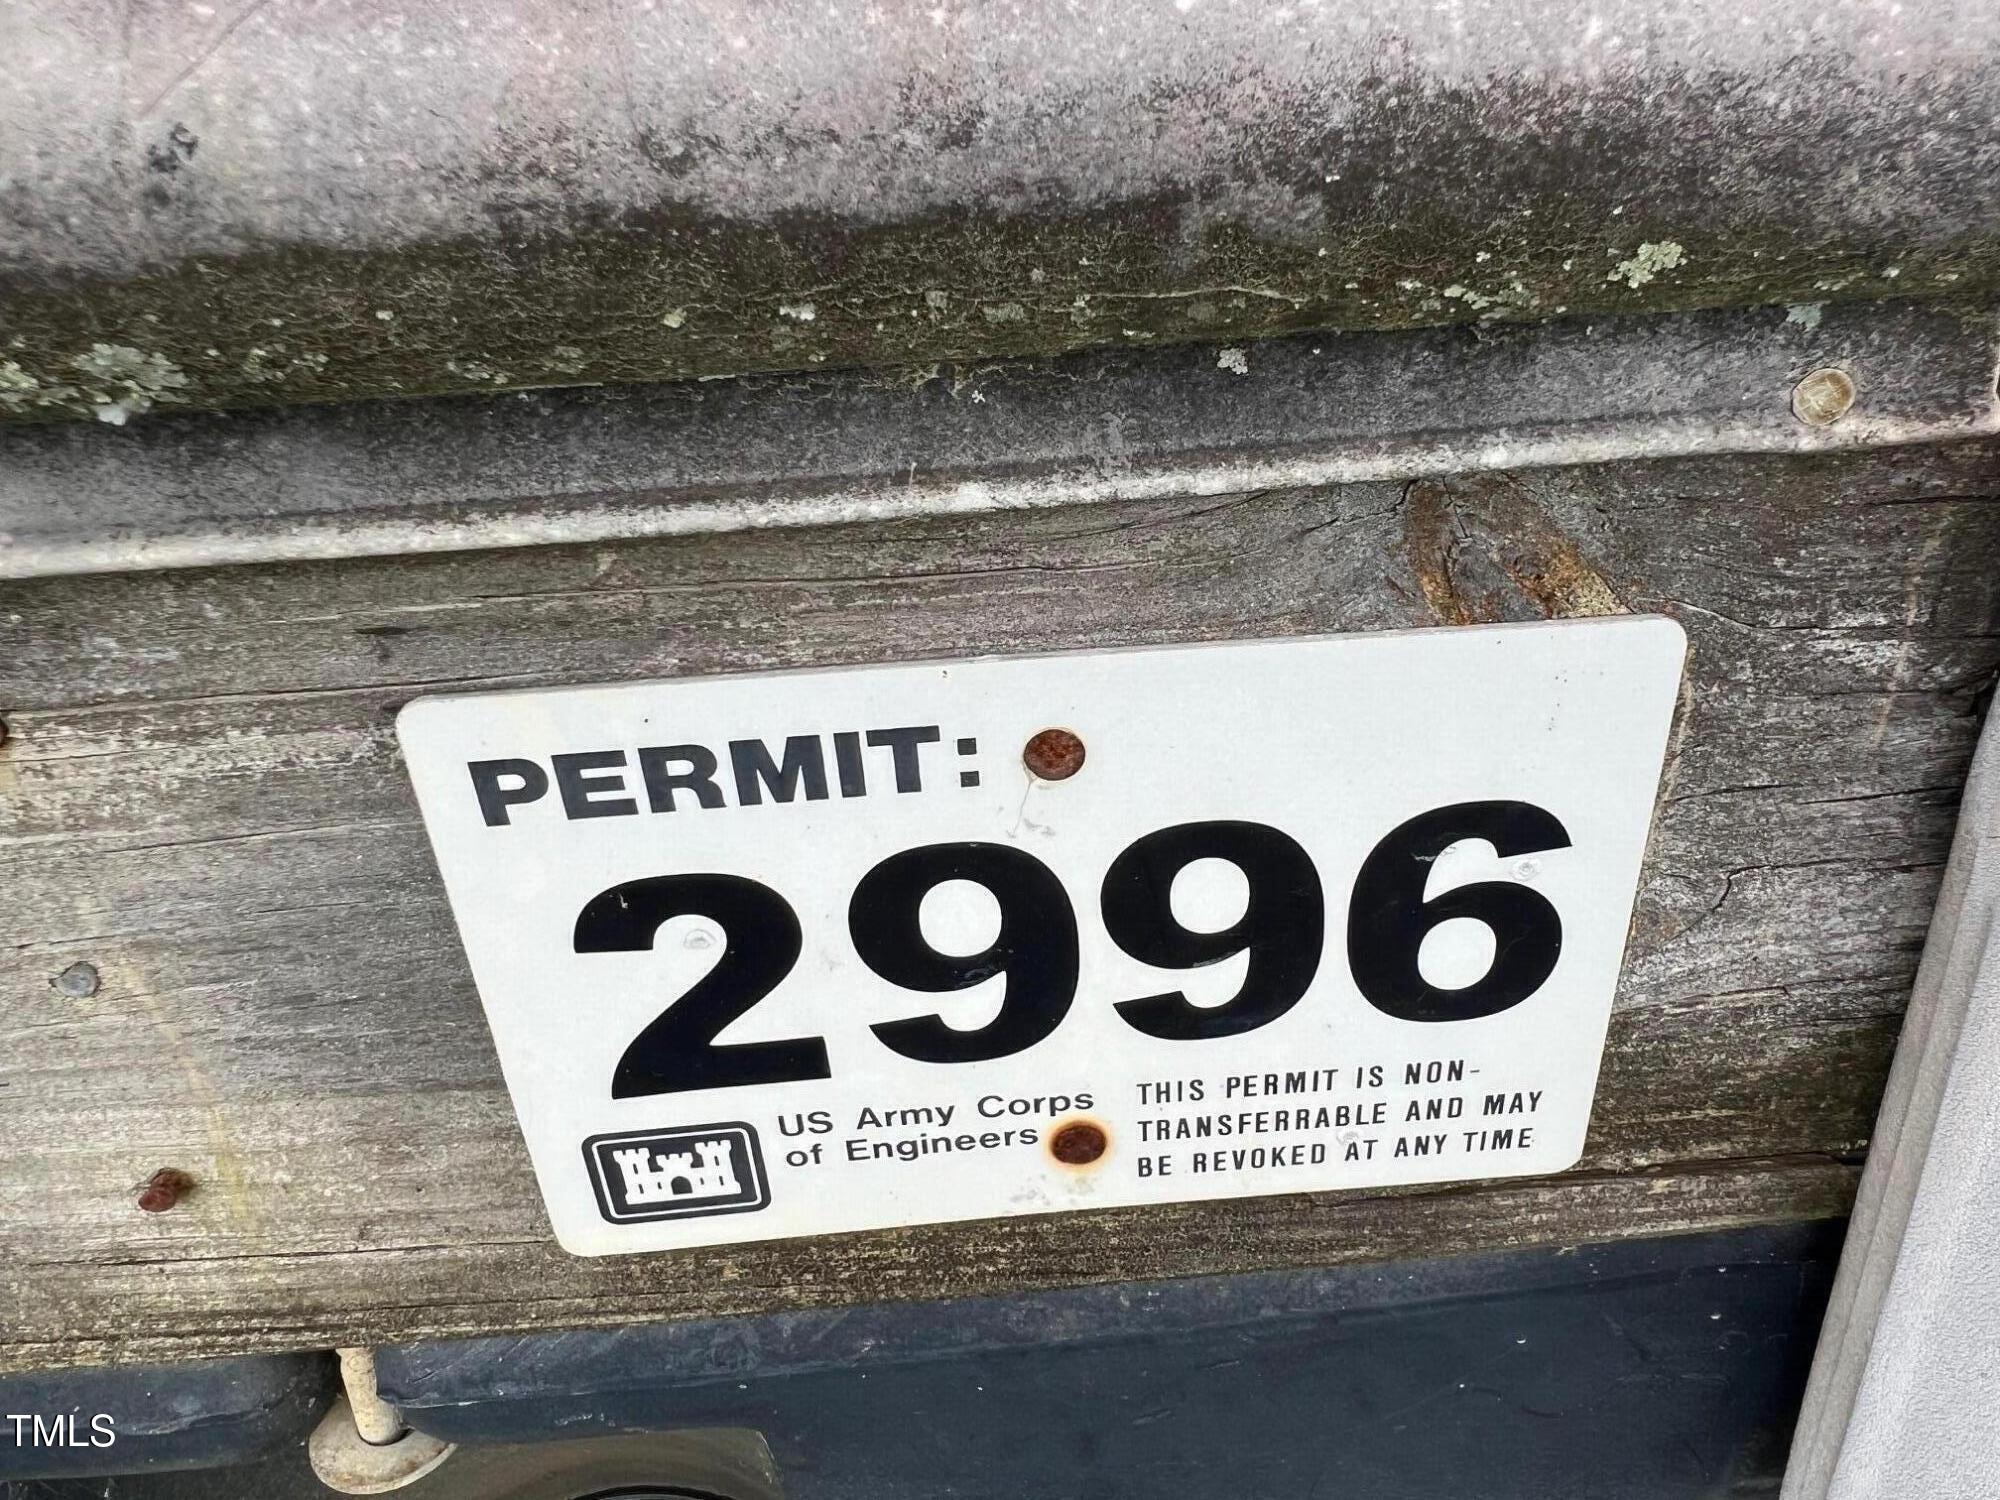 PERMIT:
2996
US Army Corps
of Engineers
THIS PERMIT IS NON-
TRANSFERRABLE AND MAY
BE REVOKED AT ANY TIME
TMLS